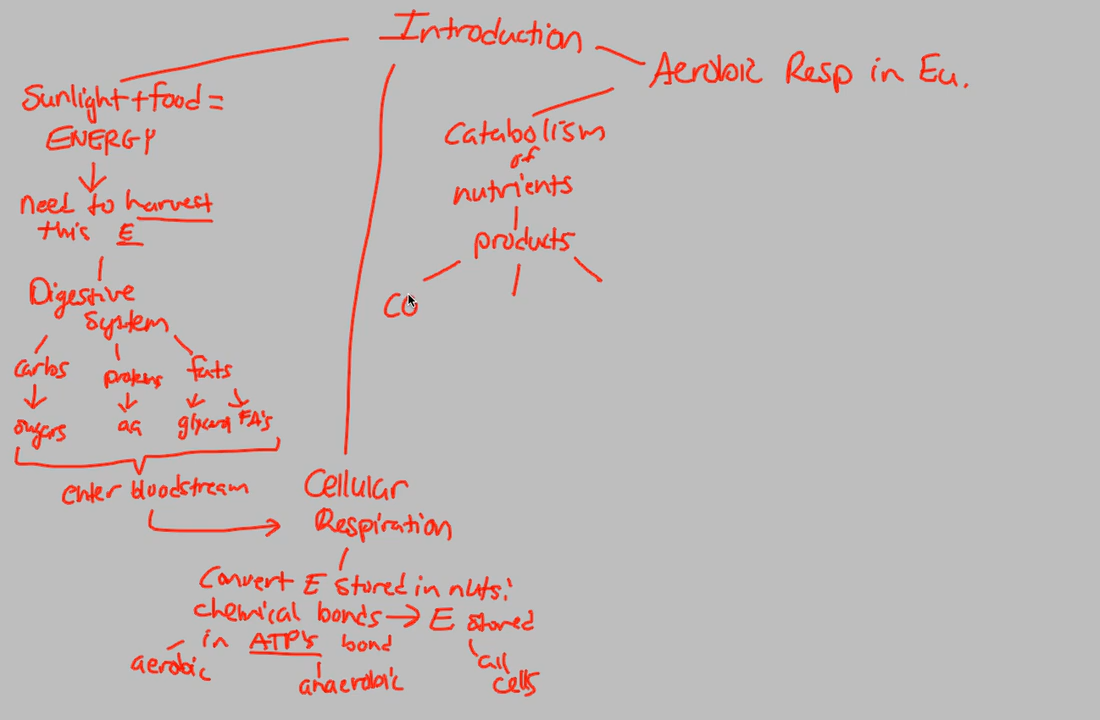 Introduction
Sunlight + food =
ENERGY
need to harvest
this E
Digestive
System
carbs proteins fats
sugars aa glycerol FA's
enter bloodstream
Cellular
Respiration
Convert E stored in nuts'
chemical bonds → E stored
in ATP's bond
aerobic
anaerobic
all
cells
Aerobic Resp in Eu.
Catabolism
of
nutrients
products
CO